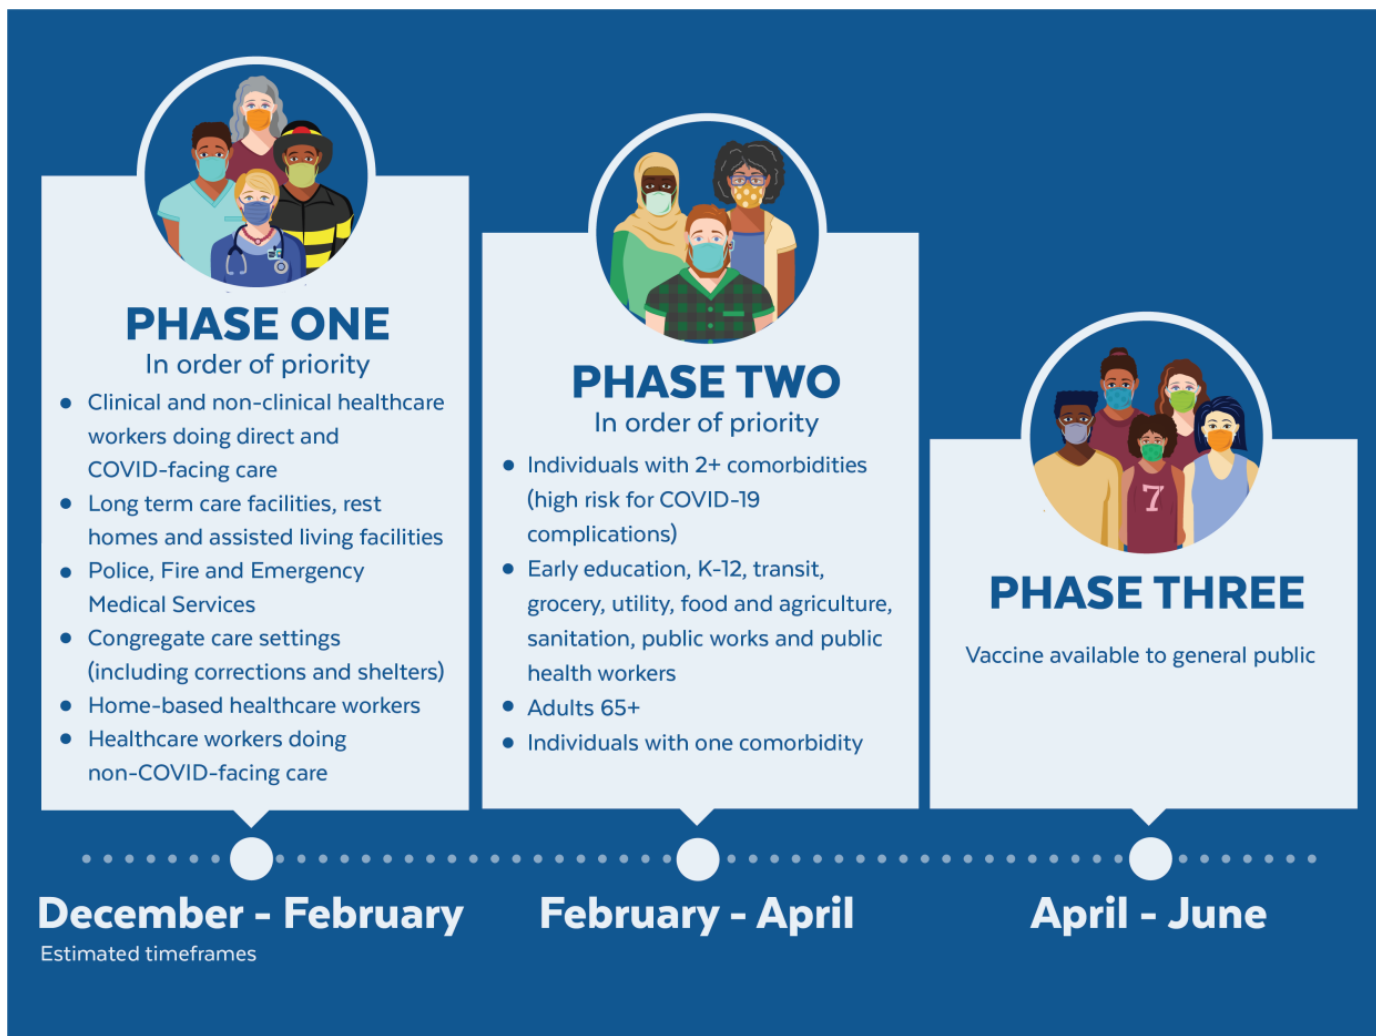 PHASE ONE
In order of priority
• Clinical and non-clinical healthcare
workers doing direct and
COVID-facing care
• Long term care facilities, rest
homes and assisted living facilities
• Police, Fire and Emergency
Medical Services
• Congregate care settings
(including corrections and shelters)
• Home-based healthcare workers
• Healthcare workers doing
non-COVID-facing care
December - February
Estimated timeframes
PHASE TWO
In order of priority
• Individuals with 2+ comorbidities
(high risk for COVID-19
complications)
• Early education, K-12, transit,
grocery, utility, food and agriculture,
sanitation, public works and public
health workers
• Adults 65+
• Individuals with one comorbidity
February - April
7
PHASE THREE
Vaccine available to general public
April - June